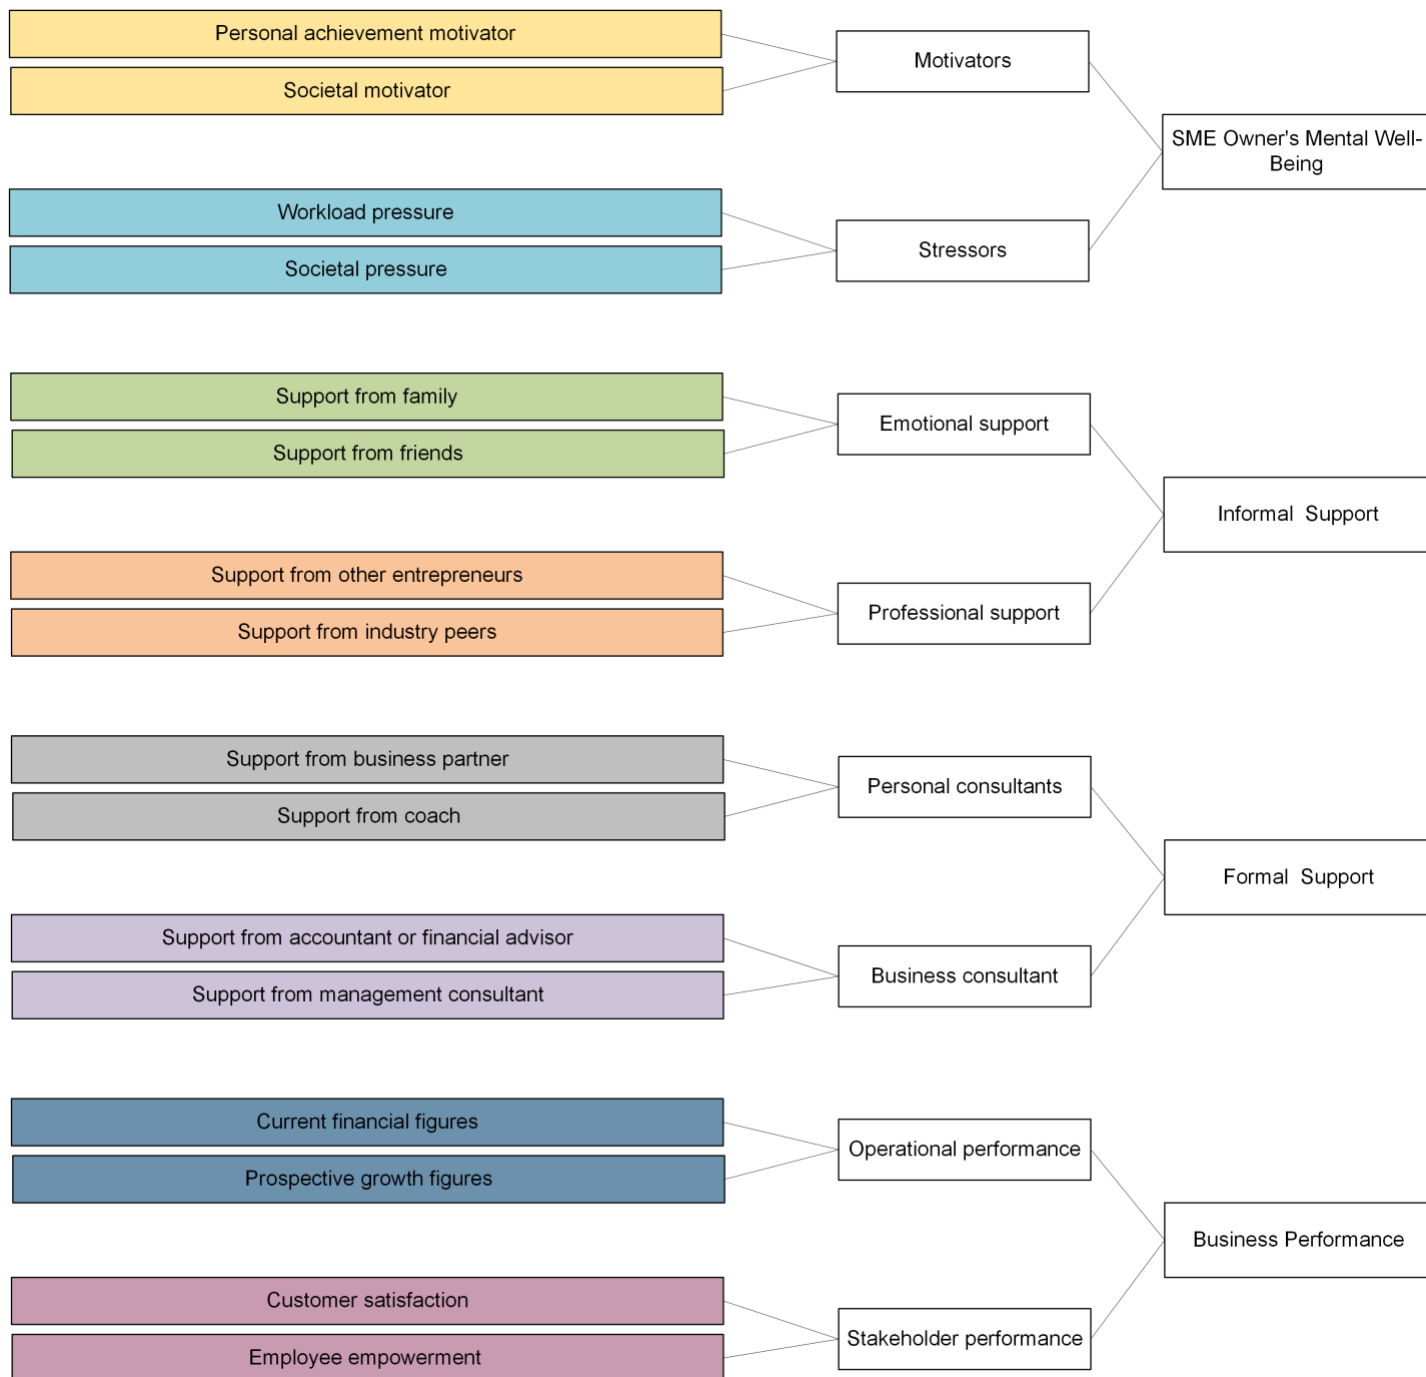 Personal achievement motivator
Societal motivator
Motivators
SME Owner's Mental Well-
Being
Workload pressure
Societal pressure
Stressors
Support from family
Support from friends
Emotional support
Informal Support
Support from other entrepreneurs
Support from industry peers
Professional support
Support from business partner
Support from coach
Personal consultants
Formal Support
Support from accountant or financial advisor
Support from management consultant
Business consultant
Current financial figures
Prospective growth figures
Operational performance
Business Performance
Customer satisfaction
Employee empowerment
Stakeholder performance